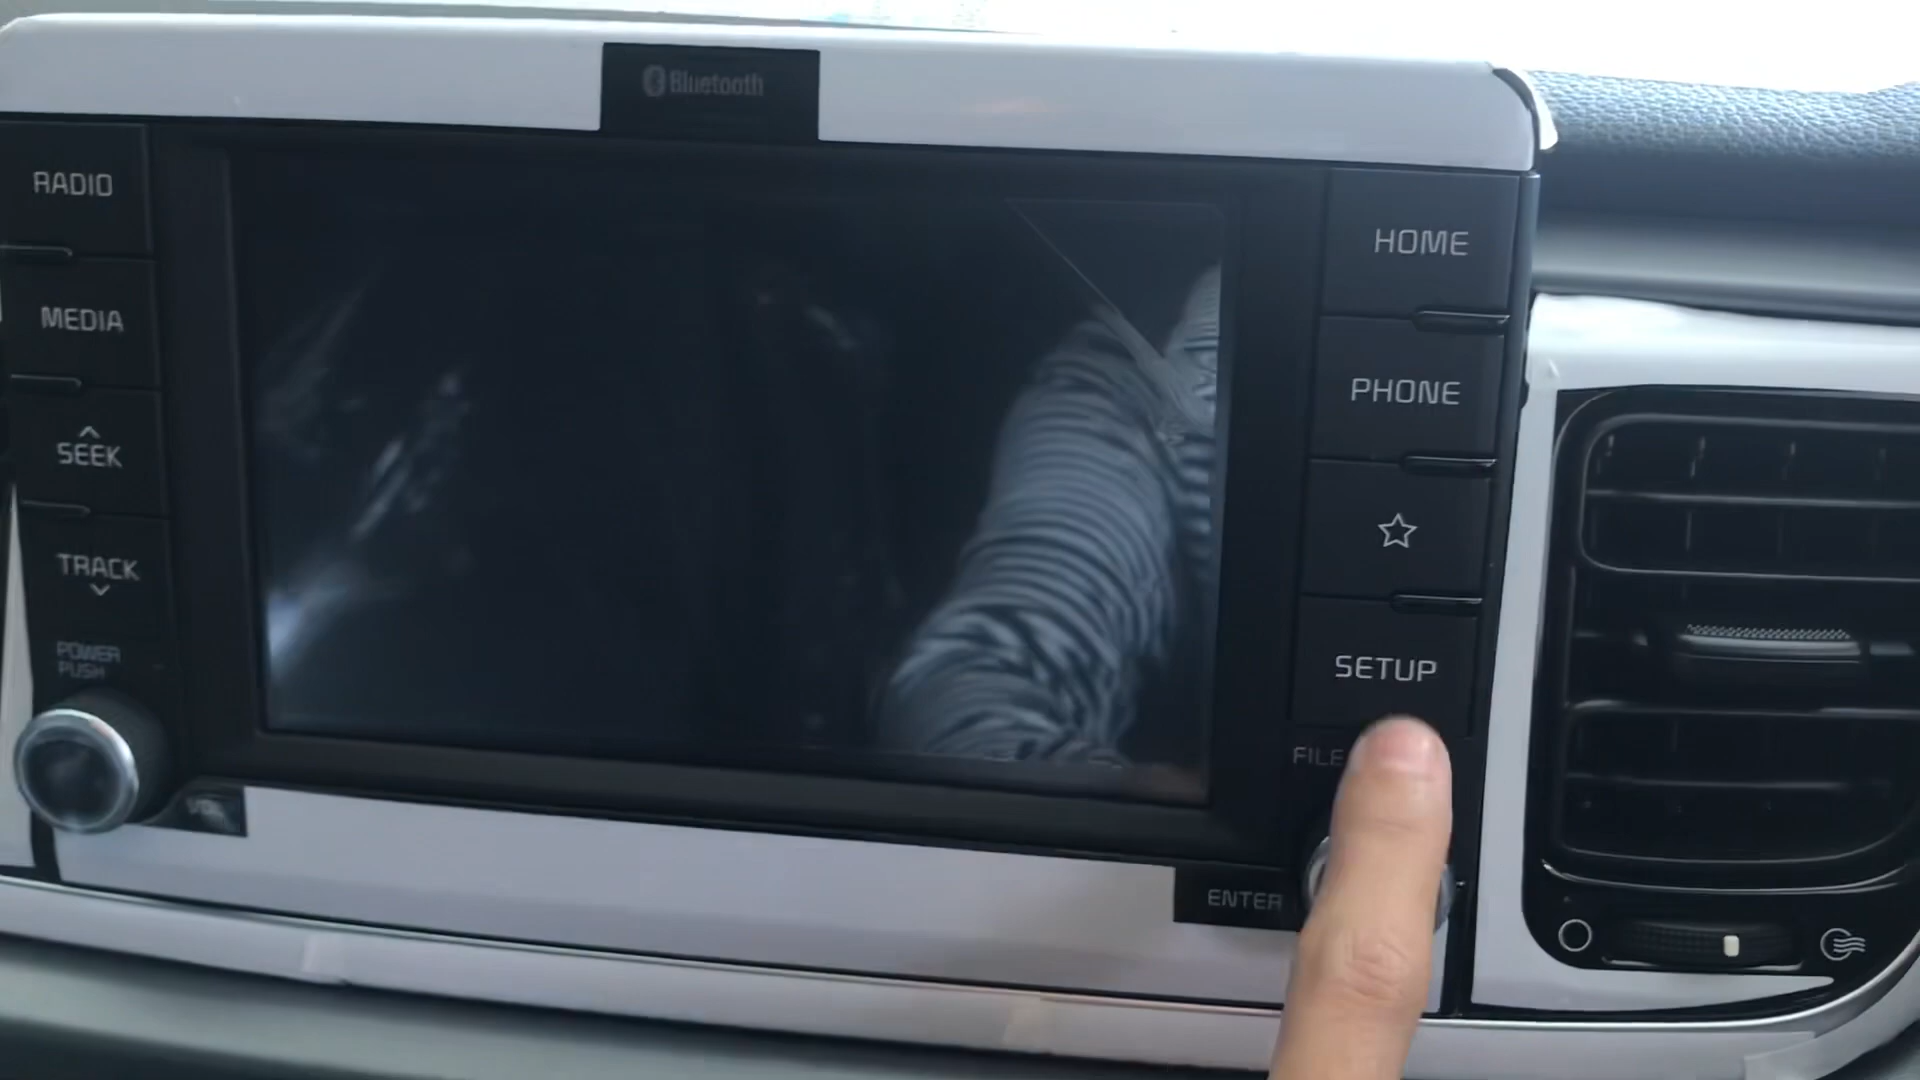 Bluetooth
RADIO
MEDIA
SEEK
TRACK
POWER
PUSH
HOME
PHONE
SETUP
FILE
ENTER